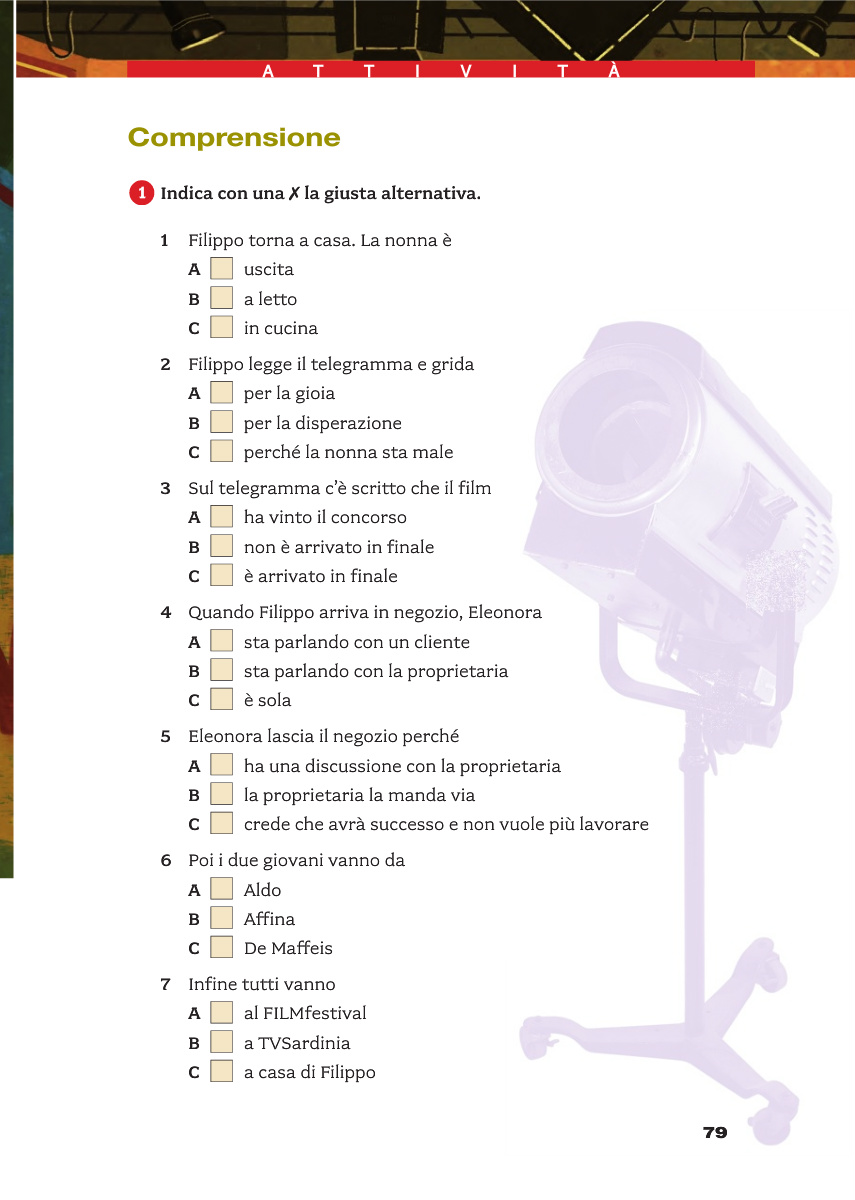 ATTIVITÀ
Comprensione
1 Indica con una ✗ la giusta alternativa.
1 Filippo torna a casa. La nonna è
A uscita
B a letto
C in cucina
2 Filippo legge il telegramma e grida
A per la gioia
B per la disperazione
C perché la nonna sta male
3 Sul telegramma c'è scritto che il film
A ha vinto il concorso
B non è arrivato in finale
C è arrivato in finale
4 Quando Filippo arriva in negozio, Eleonora
A sta parlando con un cliente
B sta parlando con la proprietaria
C è sola
5 Eleonora lascia il negozio perché
A ha una discussione con la proprietaria
B la proprietaria la manda via
C crede che avrà successo e non vuole più lavorare
6 Poi i due giovani vanno da
A Aldo
B Affina
C De Maffeis
7 Infine tutti vanno
A al FILMfestival
B a TVSardinia
C a casa di Filippo
79